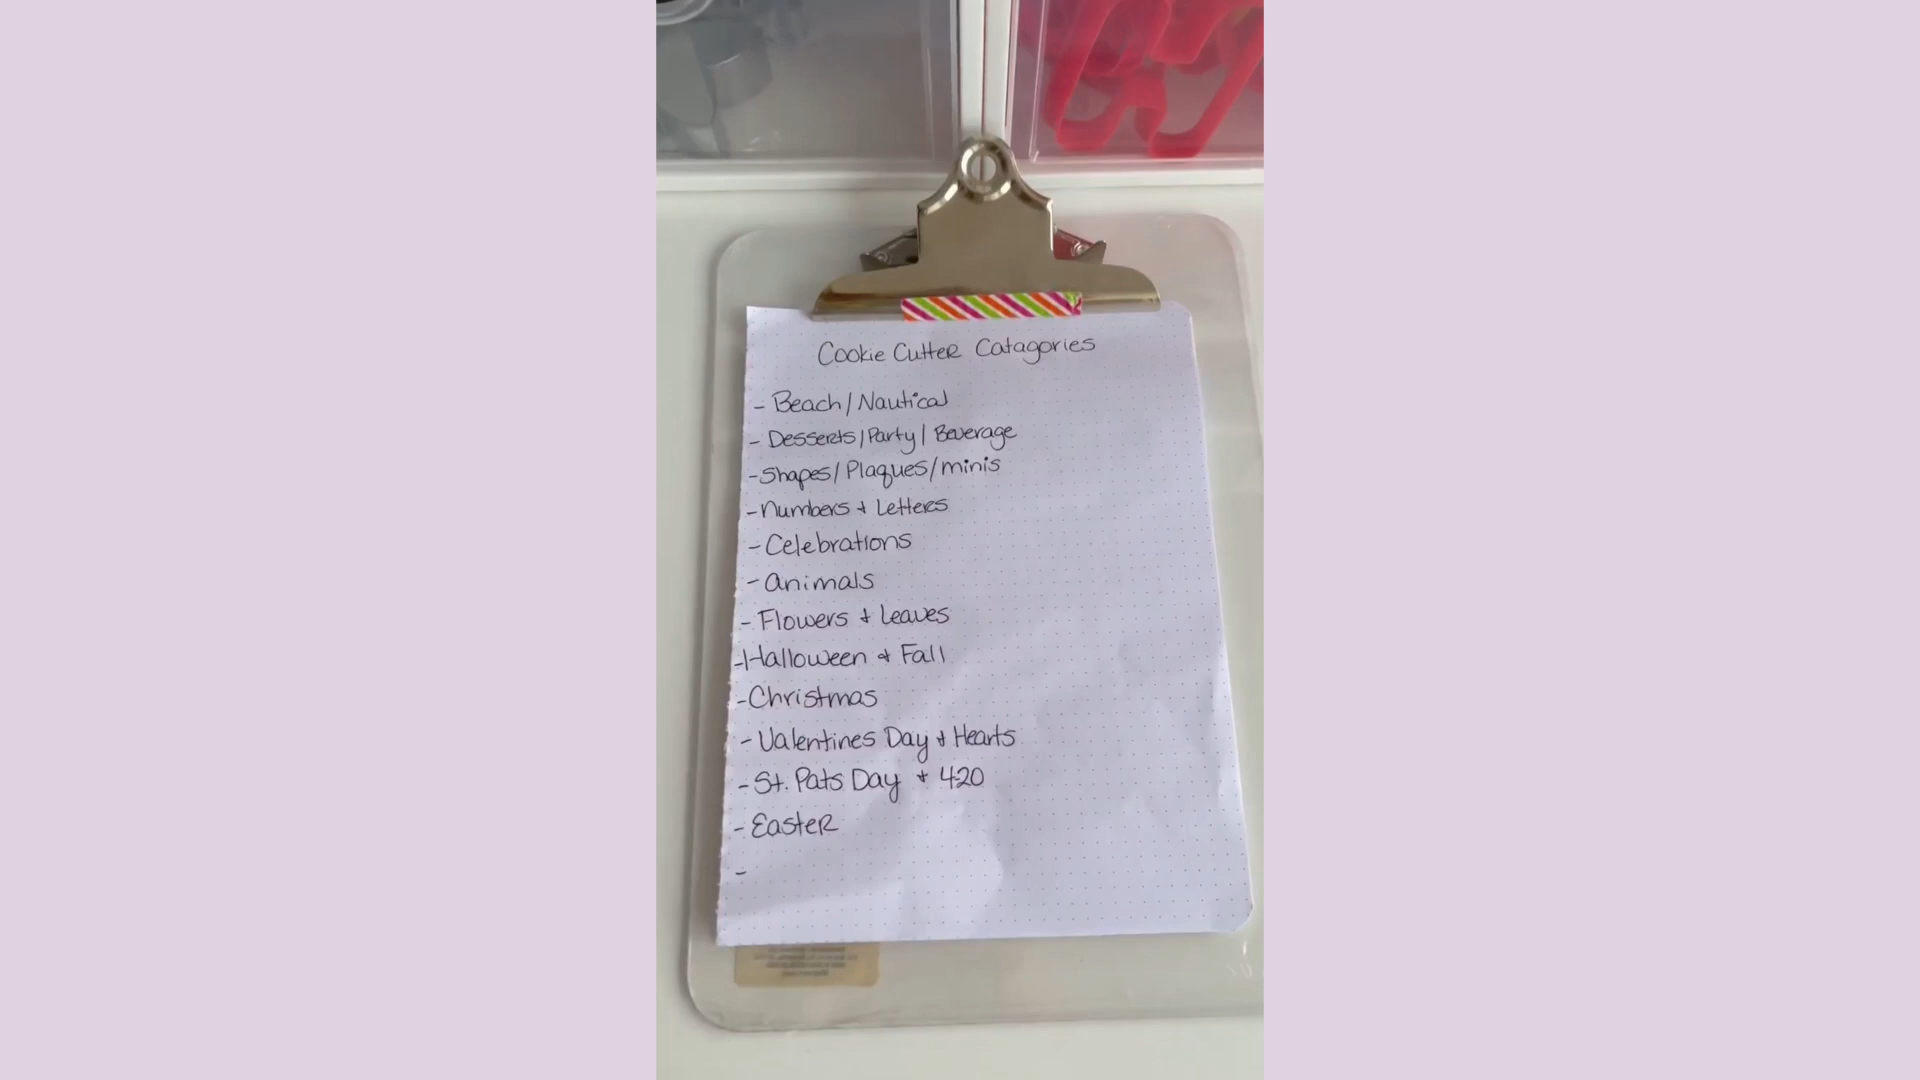 Cookie Cutter Catagories
- Beach/Nautical
- Desserts/Party/Beverage
- Shapes/Plaques/minis
- Numbers + Letters
- Celebrations
- Animals
- Flowers + Leaves
- Halloween + Fall
- Christmas
- Valentines Day + Hearts
- St. Pats Day + 420
- Easter
-